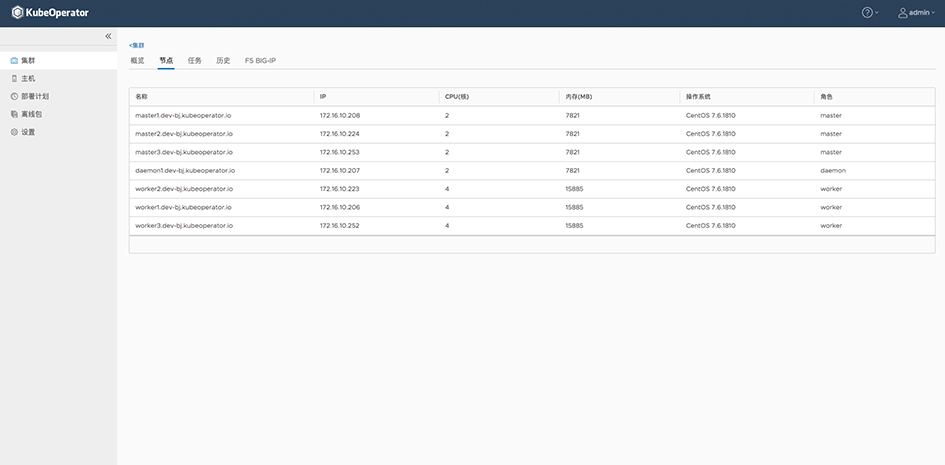 KubeOperator
admin
<集群
集群
主机
部署计划
离线包
设置
概览 节点 任务 历史 F5 BIG-IP
名称 IP CPU(核) 内存(MB) 操作系统 角色
master1.dev-bj.kubeoperator.io 172.16.10.208 2 7821 CentOS 7.6.1810 master
master2.dev-bj.kubeoperator.io 172.16.10.224 2 7821 CentOS 7.6.1810 master
master3.dev-bj.kubeoperator.io 172.16.10.253 2 7821 CentOS 7.6.1810 master
daemon1.dev-bj.kubeoperator.io 172.16.10.207 2 7821 CentOS 7.6.1810 daemon
worker2.dev-bj.kubeoperator.io 172.16.10.223 4 15885 CentOS 7.6.1810 worker
worker1.dev-bj.kubeoperator.io 172.16.10.206 4 15885 CentOS 7.6.1810 worker
worker3.dev-bj.kubeoperator.io 172.16.10.252 4 15885 CentOS 7.6.1810 worker